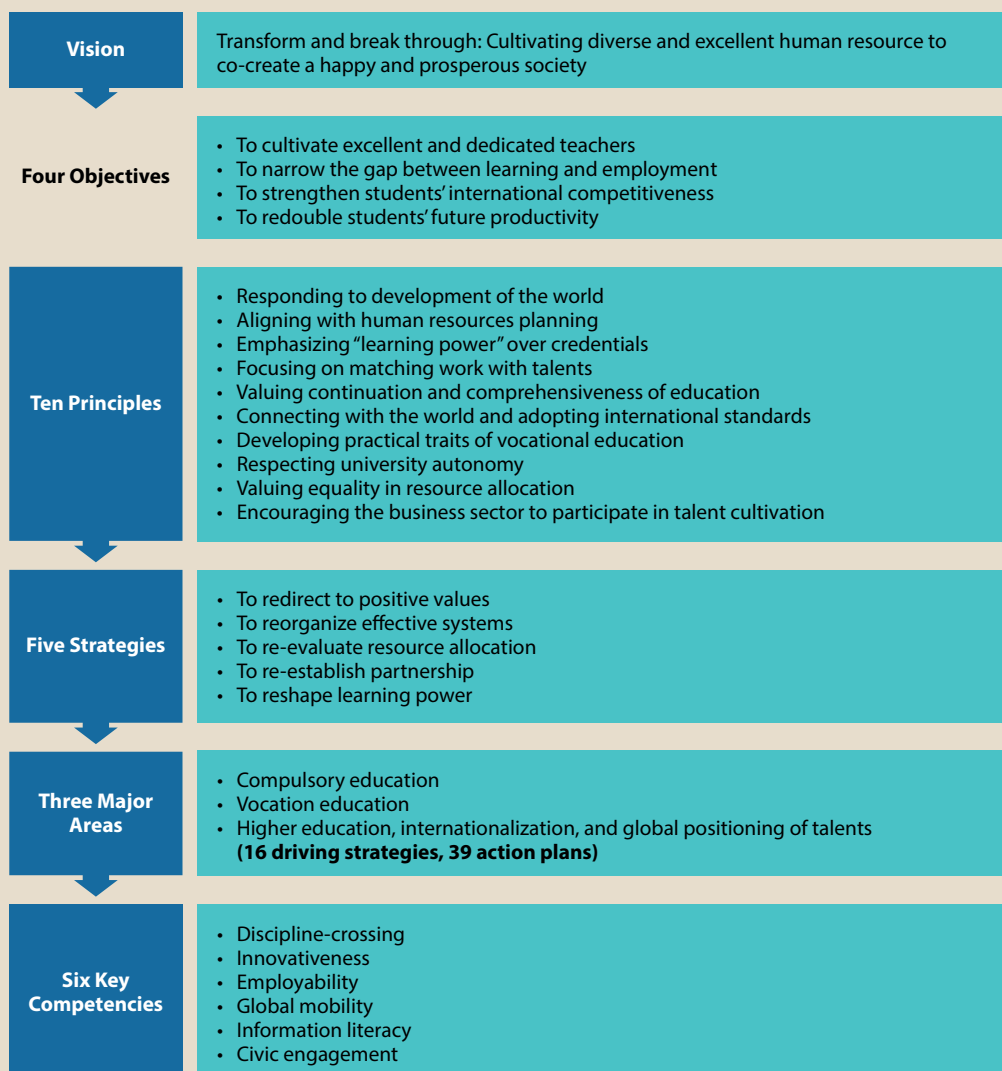 Vision
Transform and break through: Cultivating diverse and excellent human resource to
co-create a happy and prosperous society
Four Objectives
• To cultivate excellent and dedicated teachers
• To narrow the gap between learning and employment
• To strengthen students' international competitiveness
• To redouble students' future productivity
Ten Principles
• Responding to development of the world
• Aligning with human resources planning
• Emphasizing “learning power” over credentials
• Focusing on matching work with talents
• Valuing continuation and comprehensiveness of education
• Connecting with the world and adopting international standards
• Developing practical traits of vocational education
• Respecting university autonomy
• Valuing equality in resource allocation
• Encouraging the business sector to participate in talent cultivation
Five Strategies
• To redirect to positive values
• To reorganize effective systems
• To re-evaluate resource allocation
• To re-establish partnership
• To reshape learning power
Three Major
Areas
• Compulsory education
• Vocation education
• Higher education, internationalization, and global positioning of talents
(16 driving strategies, 39 action plans)
Six Key
Competencies
• Discipline-crossing
• Innovativeness
• Employability
• Global mobility
• Information literacy
• Civic engagement